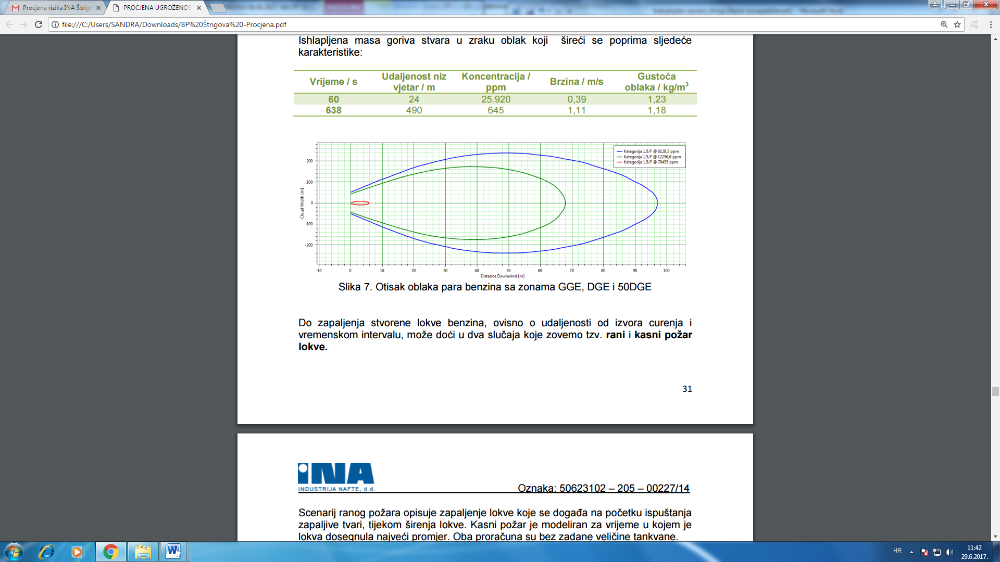 Procjena rizika INA Štrigo
PROCJENA UGROŽENOS
file:///C:/Users/SANDRA/Downloads/BP%20Štrigova%20-Procjena.pdf
Ishlapljena masa goriva stvara u zraku oblak koji šireći se poprima sljedeće
karakteristike:
Vrijeme / s Udaljenost niz vjetar / m Koncentracija / ppm Brzina / m/s Gustoća oblaka / kg/m³
60 24 25.920 0,39 1,23
638 490 645 1,11 1,18
Kategorija 1.5/F @ 6128,3 ppm
Kategorija 1.5/F @ 12256,6 ppm
Kategorija 1.5/F @ 78455 ppm
Cloud Width [m]
200
100
0
-100
-200
-10 0 10 20 30 40 50 60 70 80 90 100
Distance Downwind [m]
Slika 7. Otisak oblaka para benzina sa zonama GGE, DGE i 50DGE
Do zapaljenja stvorene lokve benzina, ovisno o udaljenosti od izvora curenja i
vremenskom intervalu, može doći u dva slučaja koje zovemo tzv. rani i kasni požar
lokve.
31
INA
INDUSTRIJA NAFTE, d.d.
Oznaka: 50623102 – 205 – 00227/14
Scenarij ranog požara opisuje zapaljenje lokve koje se događa na početku ispuštanja
zapaljive tvari, tijekom širenja lokve. Kasni požar je modeliran za vrijeme u kojem je
lokva dosegnula najveći promjer. Oba proračuna su bez zadane veličine tankvane.
HR
11:42
29.6.2017.